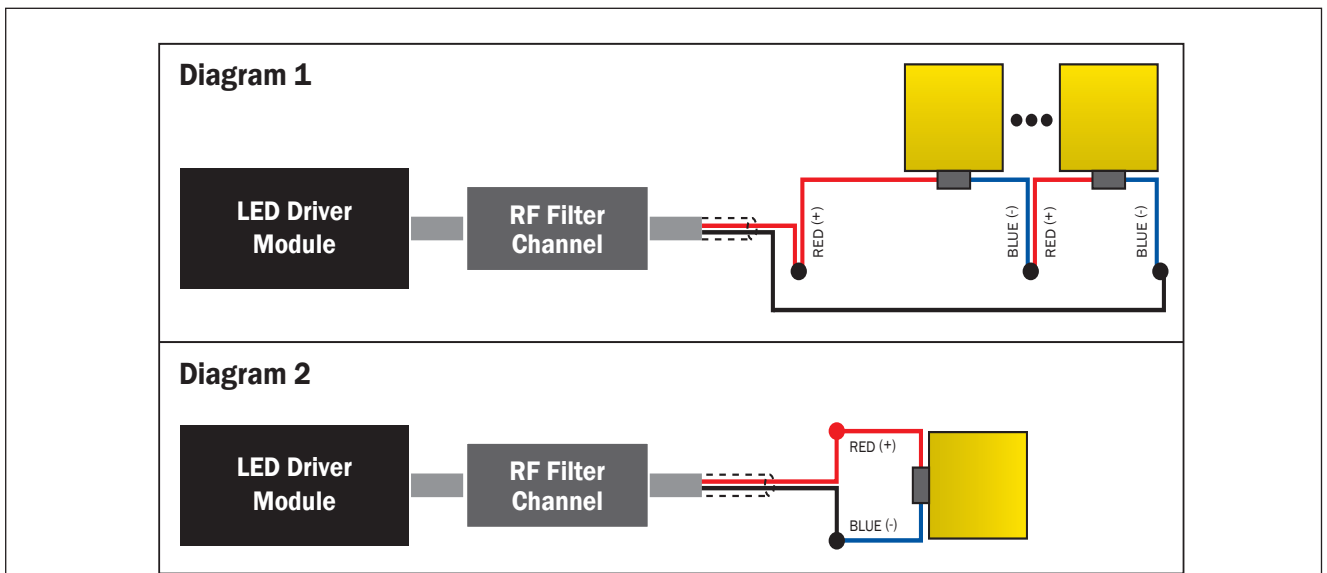 Diagram 1
LED Driver
Module
RF Filter
Channel
RED (+)
BLUE (-)
RED (+)
BLUE (-)
Diagram 2
LED Driver
Module
RF Filter
Channel
RED (+)
BLUE (-)